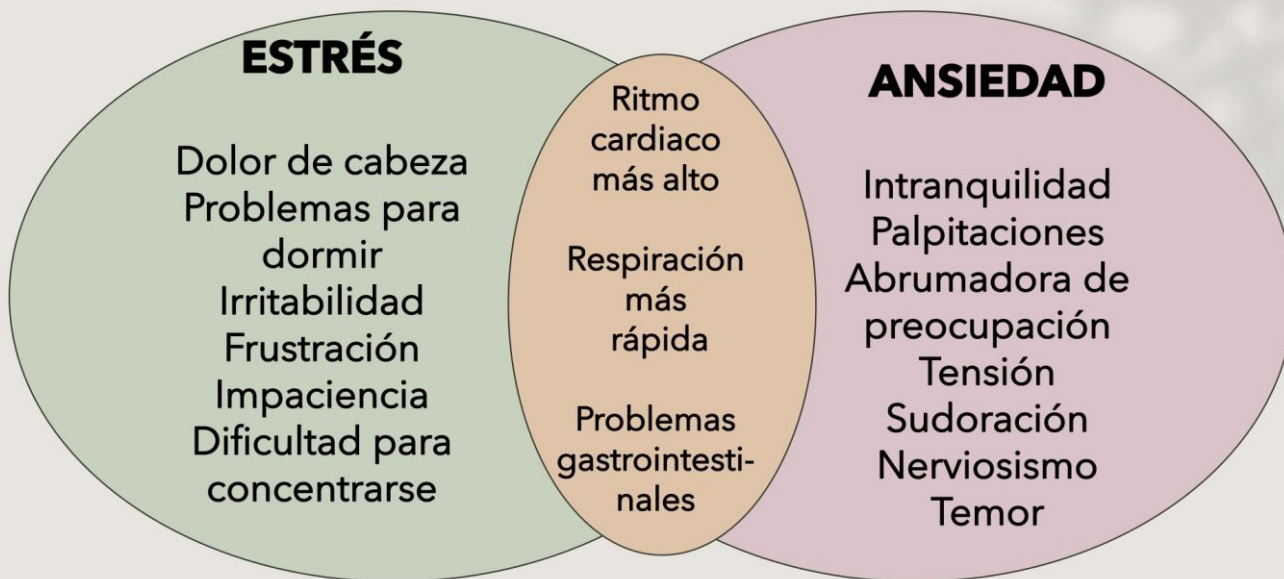 ESTRÉS
Dolor de cabeza
Problemas para
dormir
Irritabilidad
Frustración
Impaciencia
Dificultad para
concentrarse
Ritmo
cardiaco
más alto
Respiración
más
rápida
Problemas
gastrointesti-
nales
ANSIEDAD
Intranquilidad
Palpitaciones
Abrumadora de
preocupación
Tensión
Sudoración
Nerviosismo
Temor